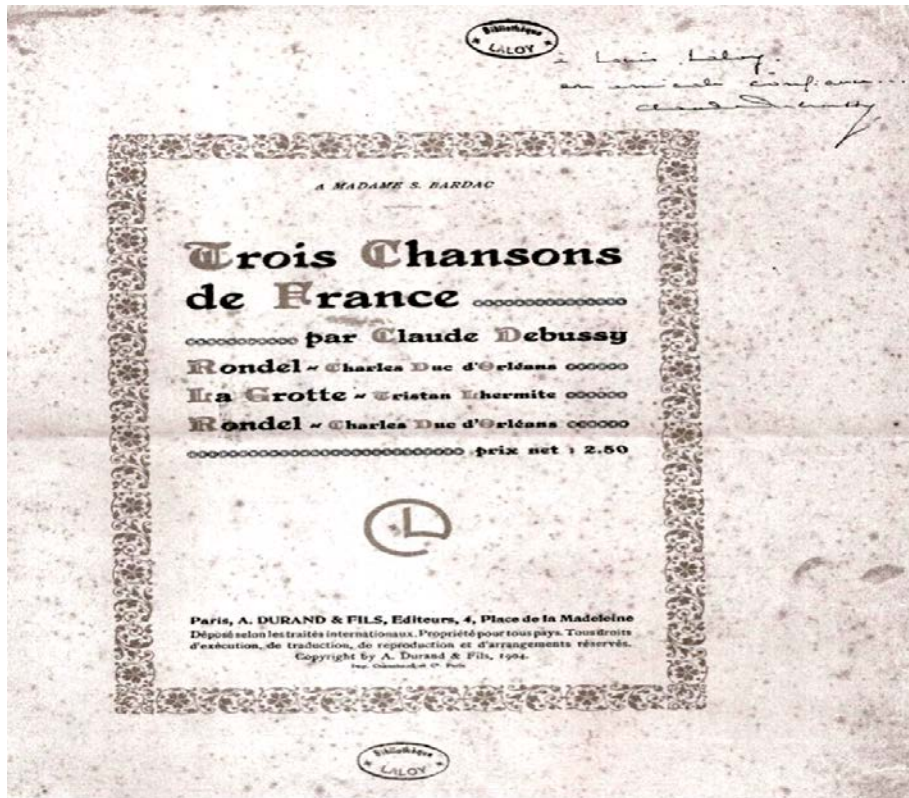 Bibliothèque
LALOY
à Louis Laloy.
en amicale confiance...
Claude Debussy
A MADAME S. BARDAC
Trois Chansons
de France
par Claude Debussy
Rondel ~ Charles Duc d'Orléans
La Grotte ~ Tristan Lhermite
Rondel ~ Charles Duc d'Orléans
prix net : 2.50
CL
Paris, A. DURAND & FILS, Editeurs, 4, Place de la Madeleine
Déposé selon les traités internationaux. Propriété pour tous pays. Tous droits
d'exécution, de traduction, de reproduction et d'arrangements réservés.
Copyright by A. Durand & Fils, 1904.
Bibliothèque
LALOY